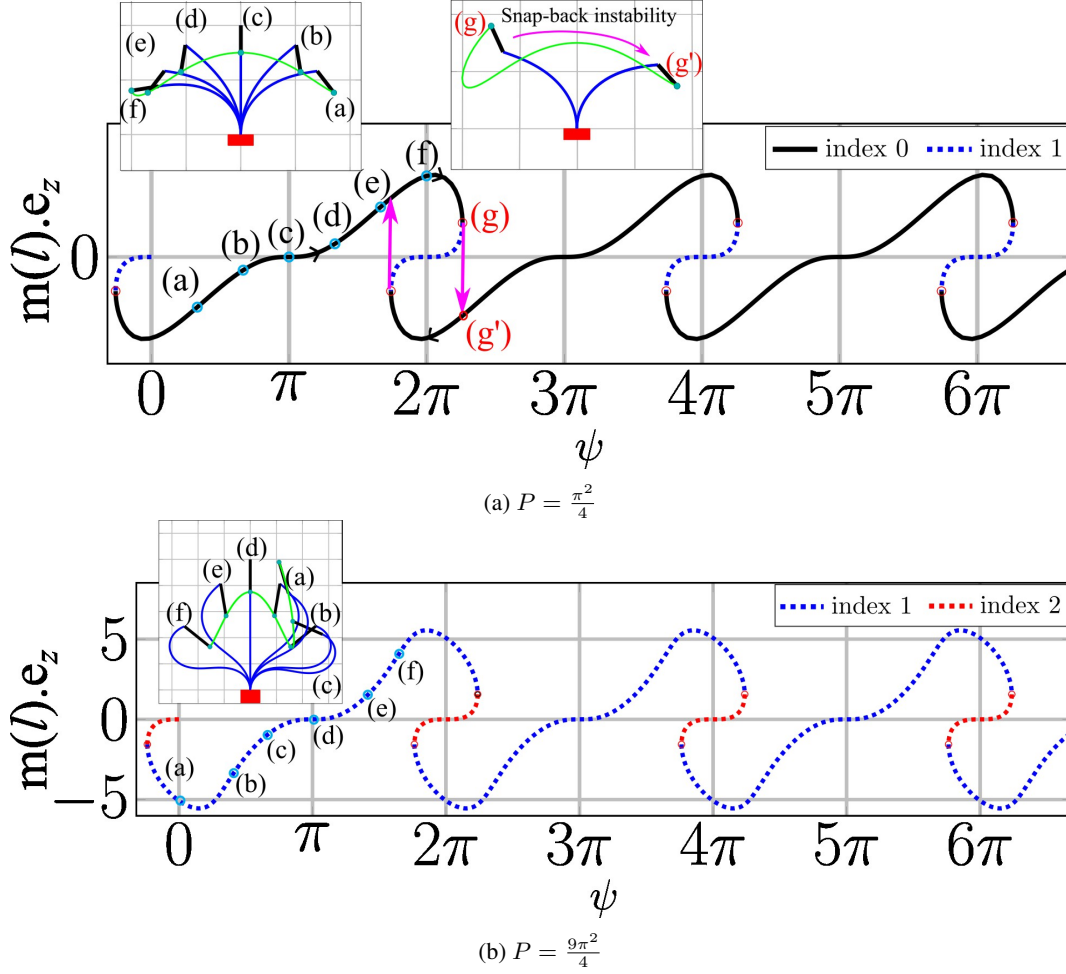 (d)
(c)
(b)
(e)
(f)
(a)
(g)
Snap-back instability
(g')
index 0
index 1
m(l).e_z
0
(a)
(b)
(c)
(d)
(e)
(f)
(g)
(g')
0
π
2π
3π
4π
5π
6π
ψ
(a) P = π²/4
(d)
(e)
(a)
(f)
(b)
(c)
index 1
index 2
m(l).e_z
5
0
−5
(a)
(b)
(c)
(d)
(e)
(f)
0
π
2π
3π
4π
5π
6π
ψ
(b) P = 9π²/4